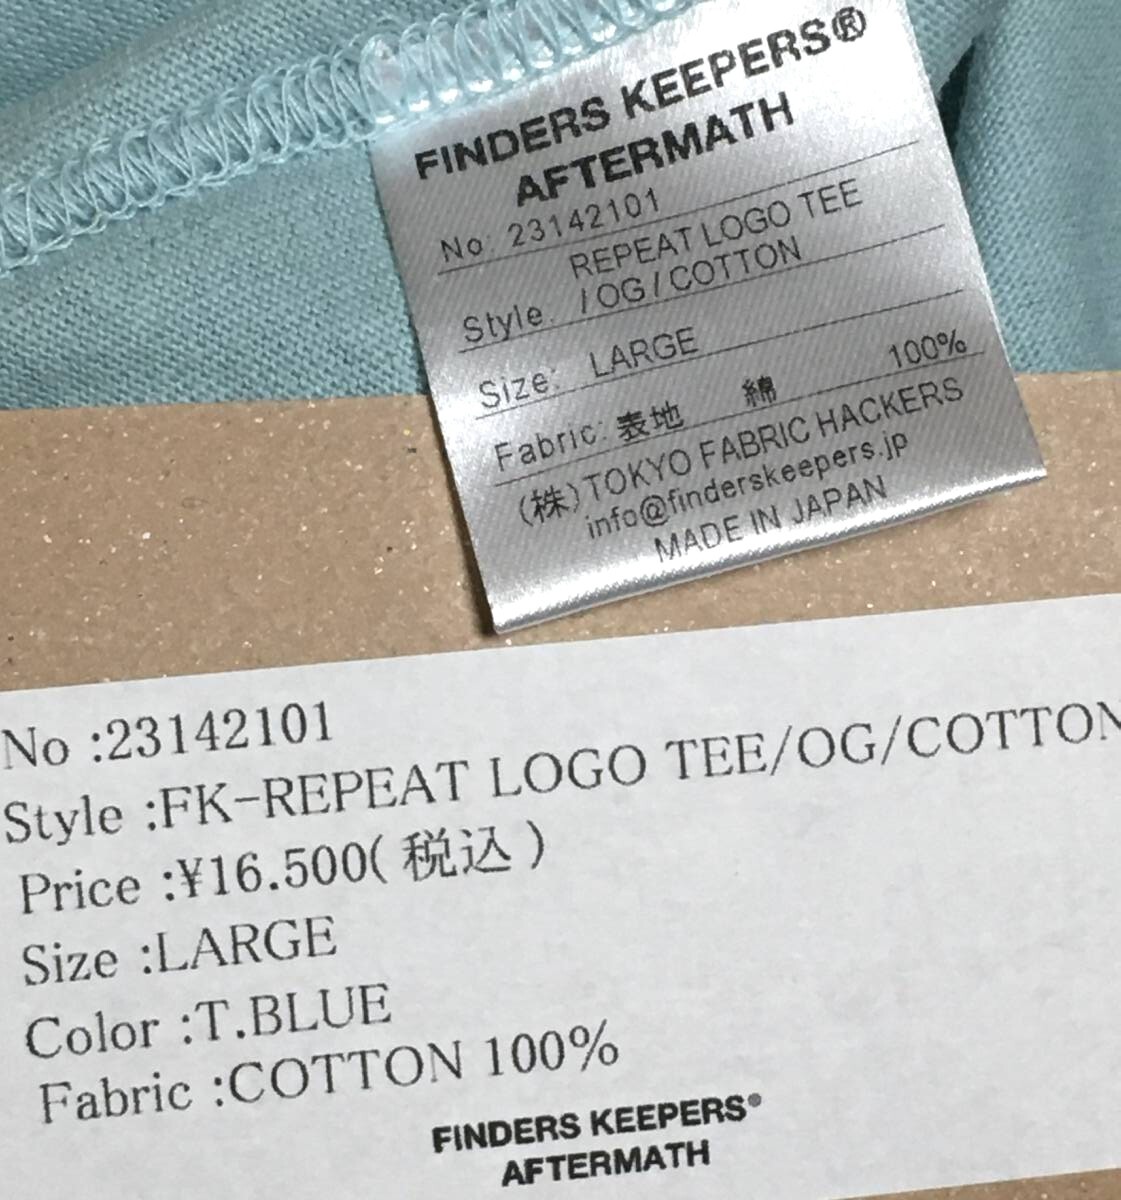 FINDERS KEEPERS®
AFTERMATH
No: 23142101
REPEAT LOGO TEE
Style: /OG/COTTON
Size: LARGE
Fabric: 表地 綿 100%
(株)TOKYO FABRIC HACKERS
info@finderskeepers.jp
MADE IN JAPAN
No :23142101
Style :FK-REPEAT LOGO TEE/OG/COTTON
Price :¥16.500(税込)
Size :LARGE
Color :T.BLUE
Fabric :COTTON 100%
FINDERS KEEPERS®
AFTERMATH